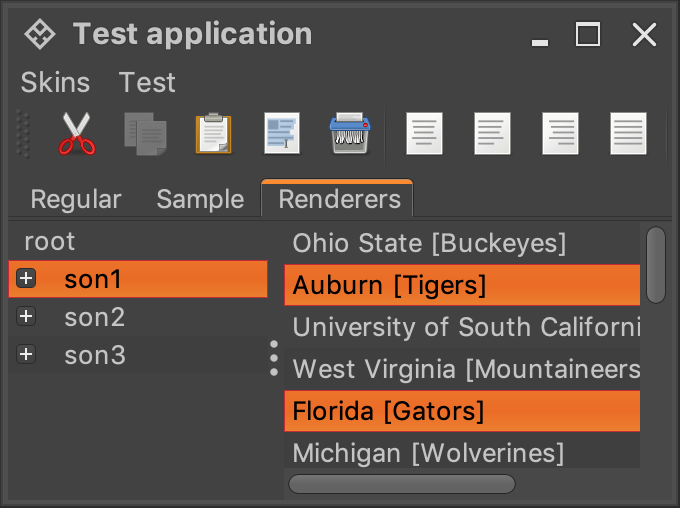 Test application
Skins Test
Regular Sample Renderers
root
son1
son2
son3
Ohio State [Buckeyes]
Auburn [Tigers]
University of South Californi
West Virginia [Mountaineers
Florida [Gators]
Michigan [Wolverines]